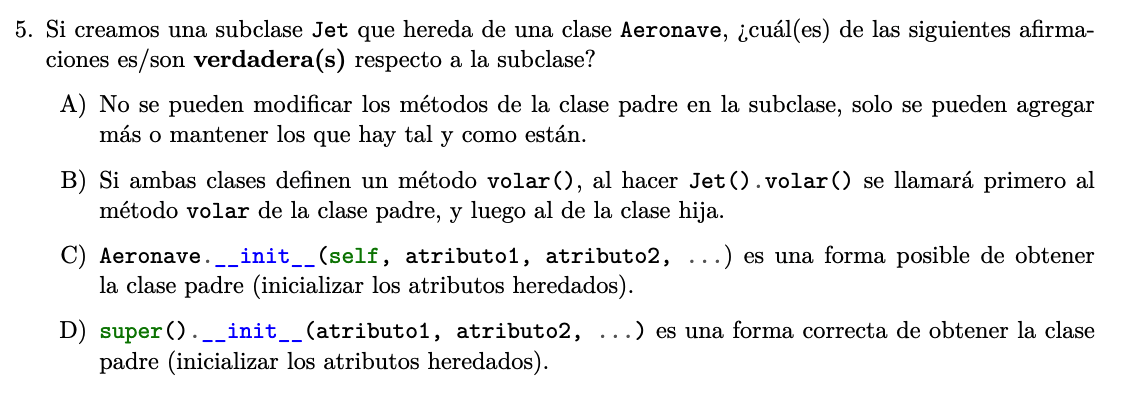 5. Si creamos una subclase Jet que hereda de una clase Aeronave, ¿cuál(es) de las siguientes afirma-
ciones es/son verdadera(s) respecto a la subclase?
A) No se pueden modificar los métodos de la clase padre en la subclase, solo se pueden agregar
más o mantener los que hay tal y como están.
B) Si ambas clases definen un método volar(), al hacer Jet().volar() se llamará primero al
método volar de la clase padre, y luego al de la clase hija.
C) Aeronave.__init__(self, atributo1, atributo2, ...) es una forma posible de obtener
la clase padre (inicializar los atributos heredados).
D) super().__init__(atributo1, atributo2, ...) es una forma correcta de obtener la clase
padre (inicializar los atributos heredados).